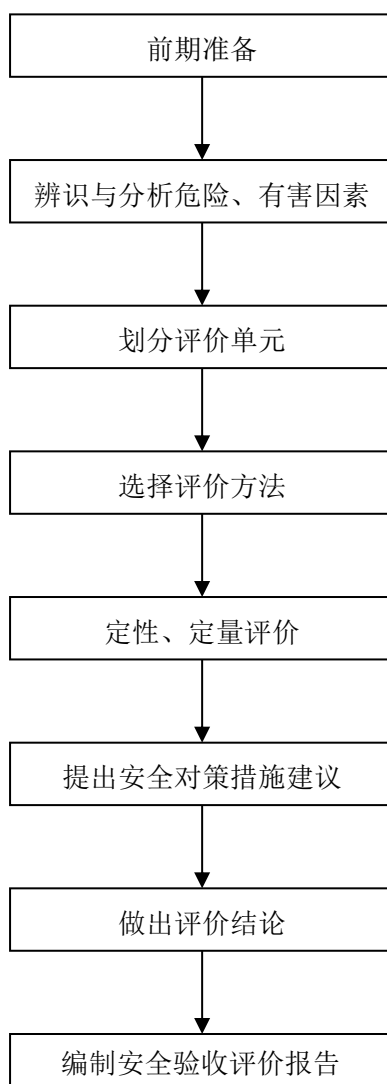 前期准备
辨识与分析危险、有害因素
划分评价单元
选择评价方法
定性、定量评价
提出安全对策措施建议
做出评价结论
编制安全验收评价报告